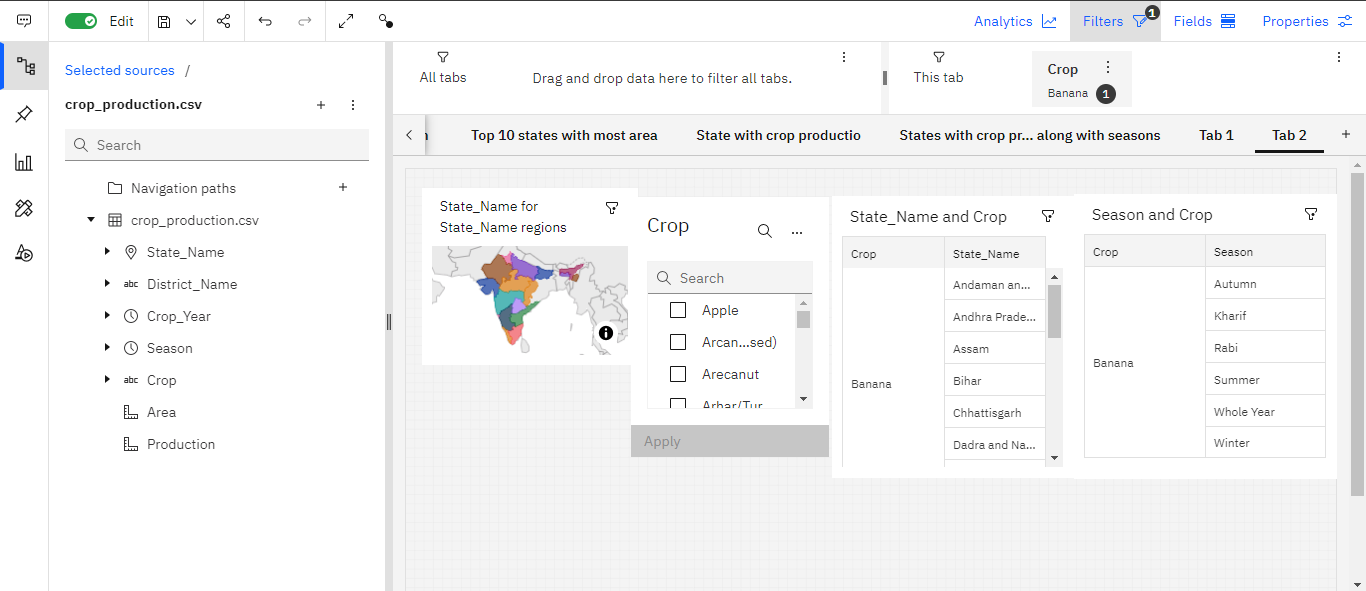 Edit
Analytics
Filters
1
Fields
Properties
Selected sources /
crop_production.csv
Search
Navigation paths
crop_production.csv
State_Name
abc District_Name
Crop_Year
Season
abc Crop
Area
Production
All tabs
Drag and drop data here to filter all tabs.
This tab
Crop
Banana 1
Top 10 states with most area
State with crop productio
States with crop pr... along with seasons
Tab 1
Tab 2
State_Name for
State_Name regions
Crop
Search
Apple
Arcan...sed)
Arecanut
Arhar/Tur
Apply
State_Name and Crop
Crop State_Name
Andaman an...
Andhra Prade...
Assam
Banana
Bihar
Chhattisgarh
Dadra and Na...
Season and Crop
Crop Season
Autumn
Kharif
Rabi
Banana
Summer
Whole Year
Winter